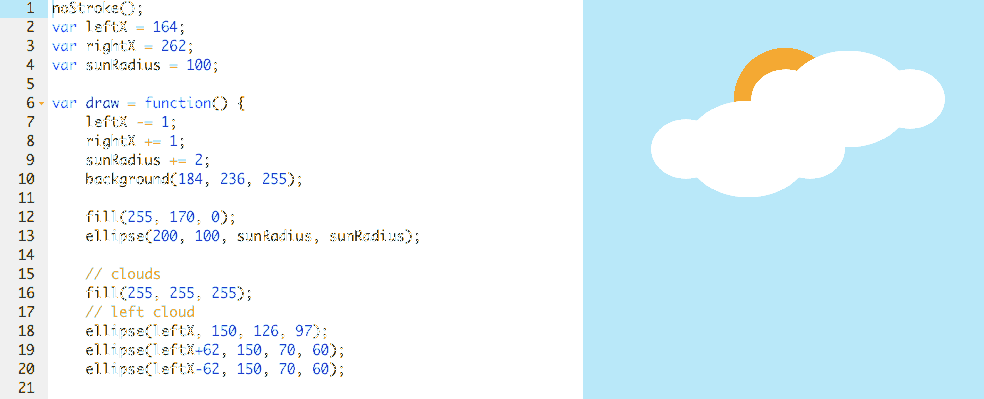 1 noStroke();
2 var leftX = 164;
3 var rightX = 262;
4 var sunRadius = 100;
5
6 var draw = function() {
7 leftX -= 1;
8 rightX += 1;
9 sunRadius += 2;
10 background(184, 236, 255);
11
12 fill(255, 170, 0);
13 ellipse(200, 100, sunRadius, sunRadius);
14
15 // clouds
16 fill(255, 255, 255);
17 // left cloud
18 ellipse(leftX, 150, 126, 97);
19 ellipse(leftX+62, 150, 70, 60);
20 ellipse(leftX-62, 150, 70, 60);
21